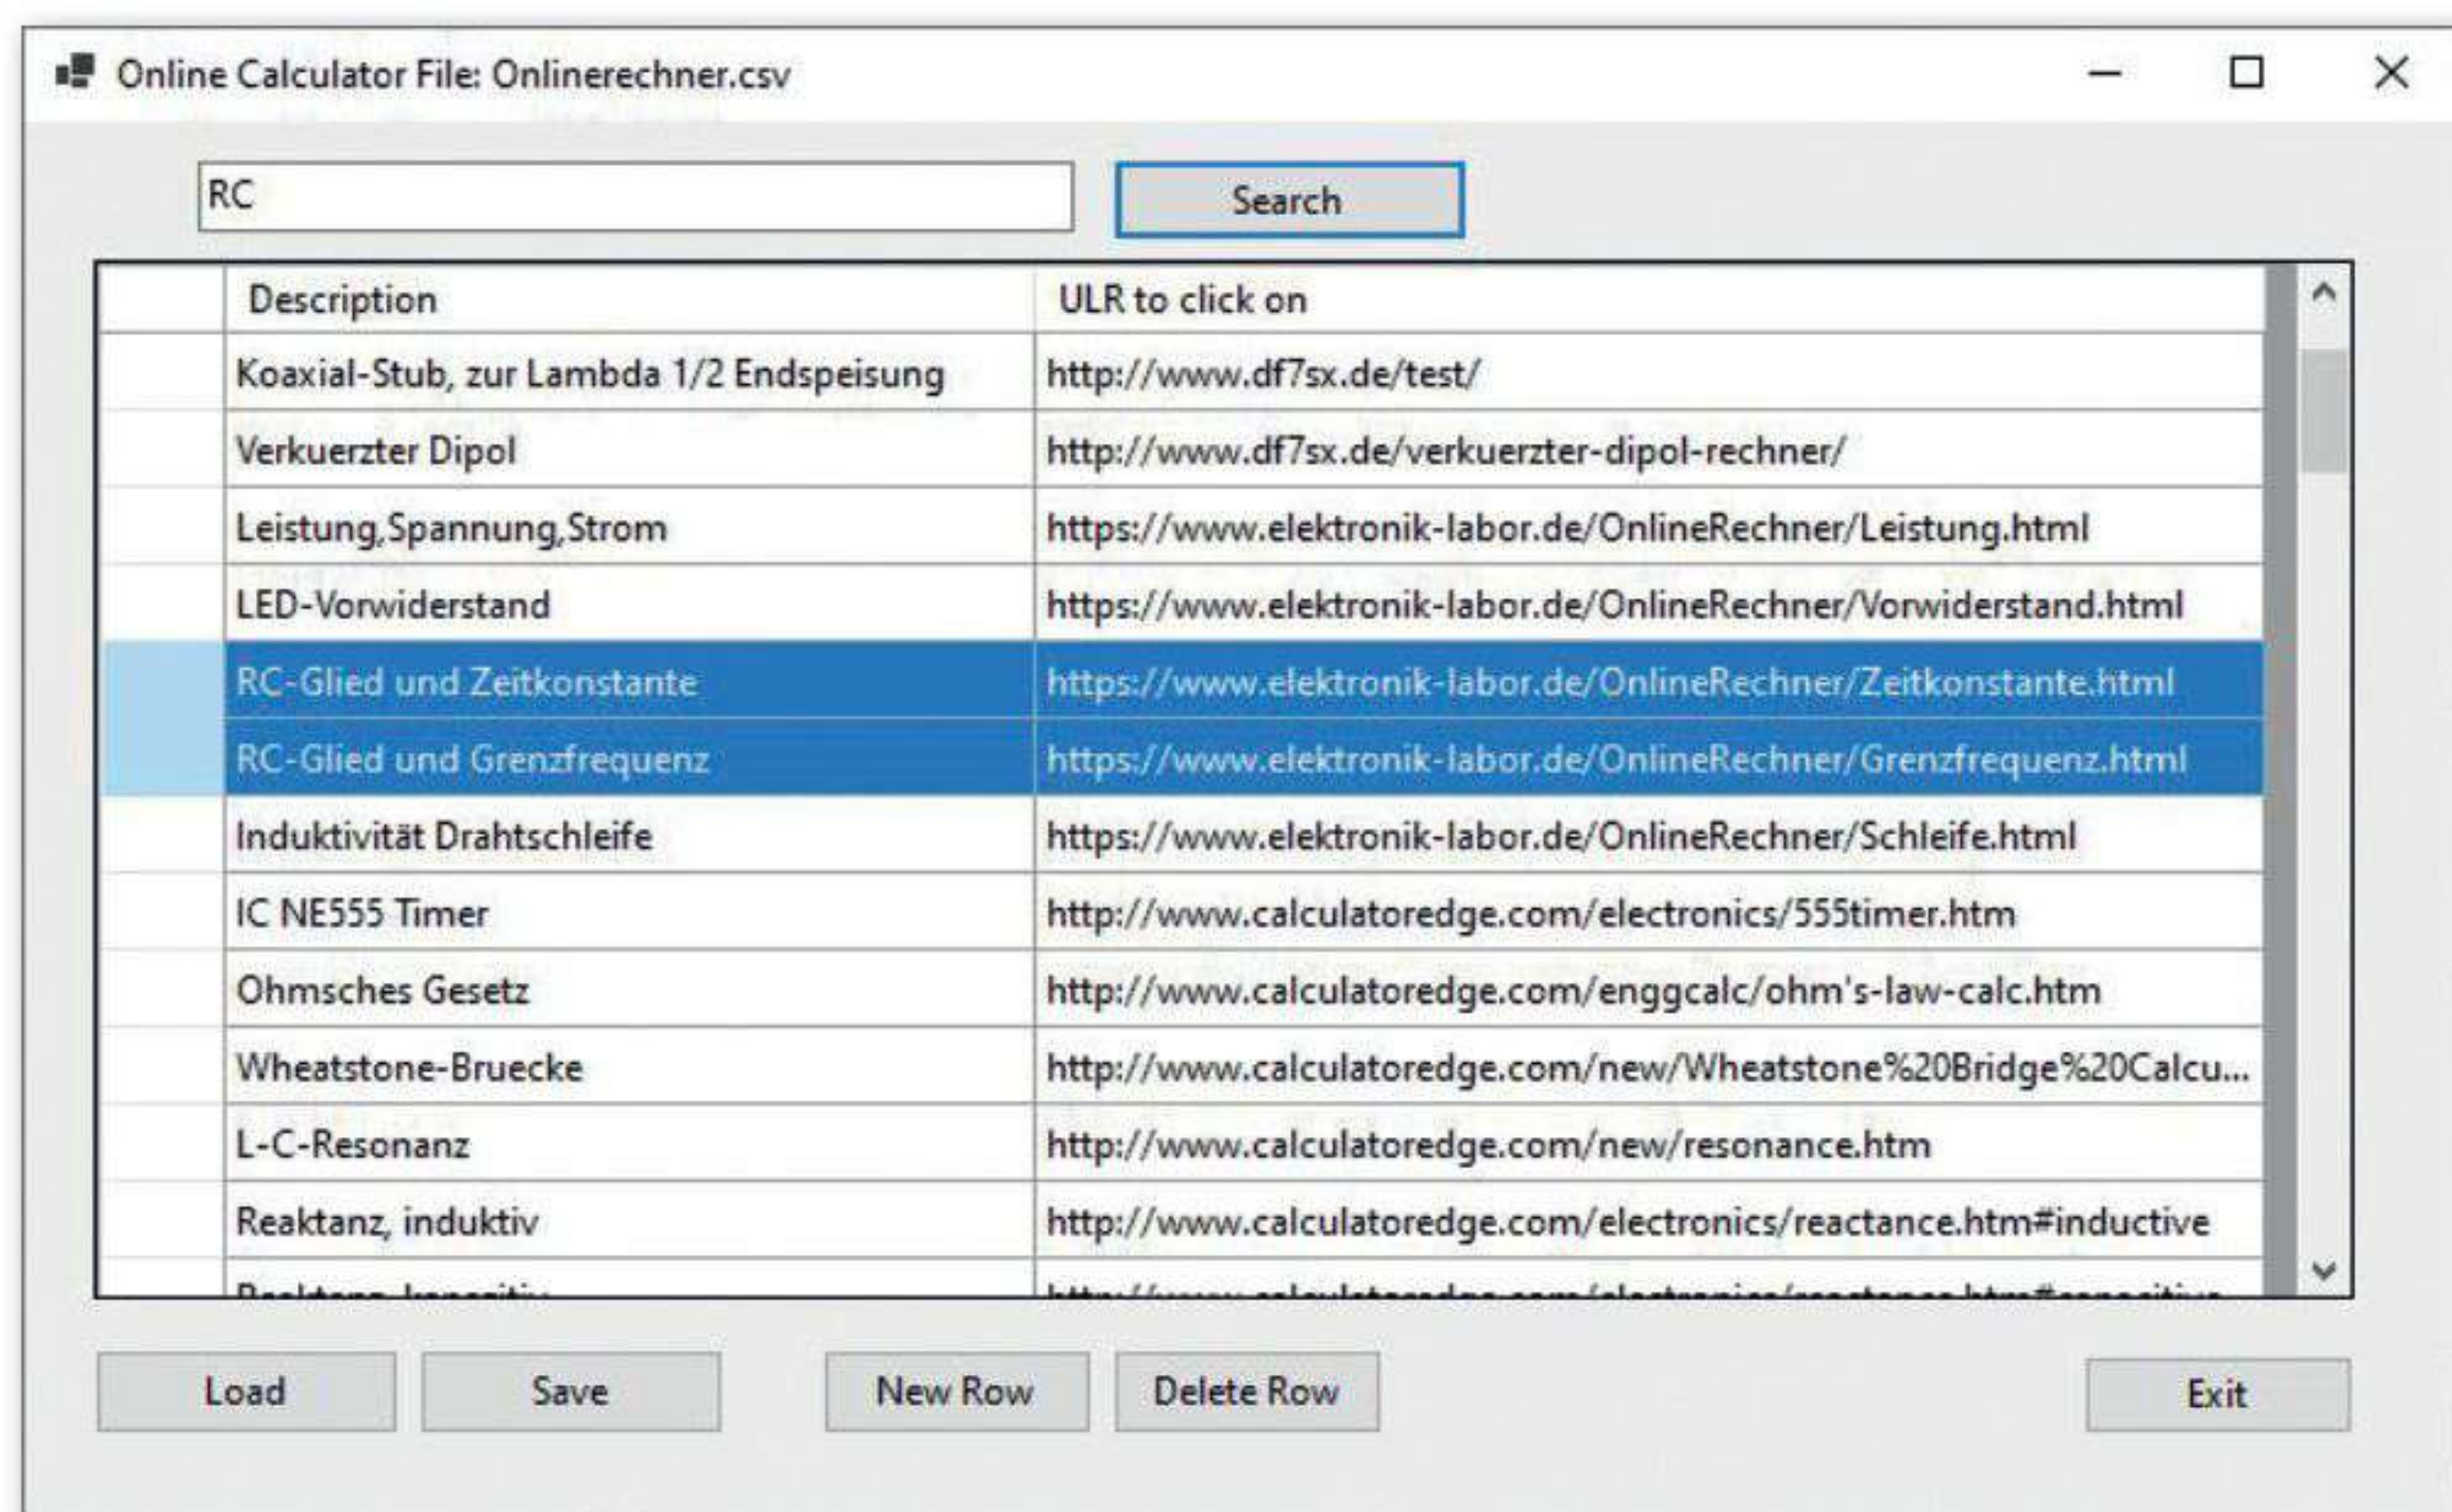 Online Calculator File: Onlinerechner.csv
RC
Search
Description ULR to click on
Koaxial-Stub, zur Lambda 1/2 Endspeisung http://www.df7sx.de/test/
Verkuerzter Dipol http://www.df7sx.de/verkuerzter-dipol-rechner/
Leistung,Spannung,Strom https://www.elektronik-labor.de/OnlineRechner/Leistung.html
LED-Vorwiderstand https://www.elektronik-labor.de/OnlineRechner/Vorwiderstand.html
RC-Glied und Zeitkonstante https://www.elektronik-labor.de/OnlineRechner/Zeitkonstante.html
RC-Glied und Grenzfrequenz https://www.elektronik-labor.de/OnlineRechner/Grenzfrequenz.html
Induktivität Drahtschleife https://www.elektronik-labor.de/OnlineRechner/Schleife.html
IC NE555 Timer http://www.calculatoredge.com/electronics/555timer.htm
Ohmsches Gesetz http://www.calculatoredge.com/enggcalc/ohm's-law-calc.htm
Wheatstone-Bruecke http://www.calculatoredge.com/new/Wheatstone%20Bridge%20Calcu...
L-C-Resonanz http://www.calculatoredge.com/new/resonance.htm
Reaktanz, induktiv http://www.calculatoredge.com/electronics/reactance.htm#inductive
Load Save New Row Delete Row Exit